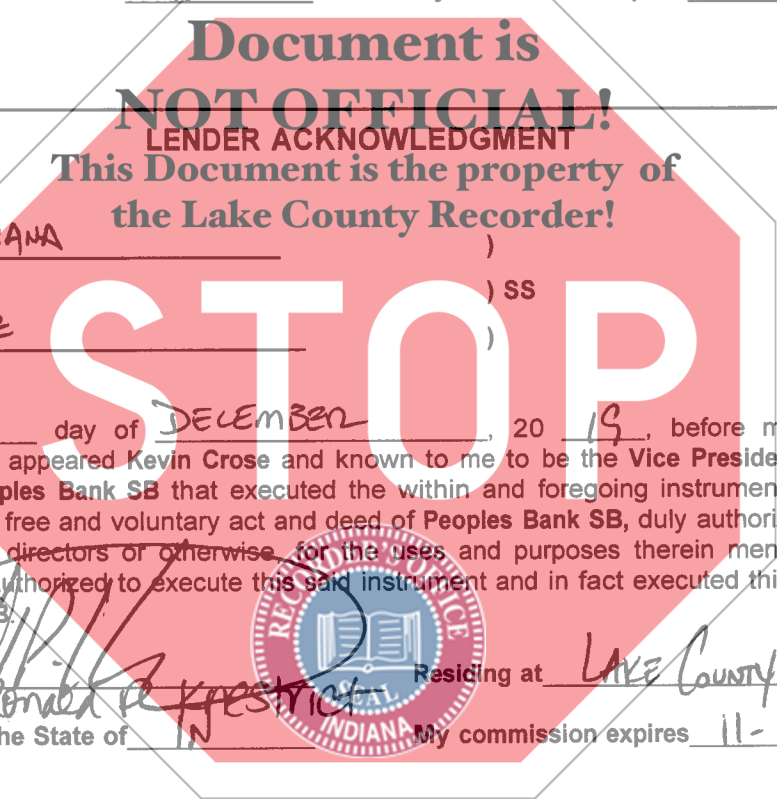 Document is
NOT OFFICIAL!
LENDER ACKNOWLEDGMENT
This Document is the property of
the Lake County Recorder!
ANA )
) SS
)
STOP
day of DECEMBER, 20 19, before m
appeared Kevin Crose and known to me to be the Vice Preside
ples Bank SB that executed the within and foregoing instrumen
free and voluntary act and deed of Peoples Bank SB, duly authori
directors or otherwise, for the uses and purposes therein men
uthorized to execute this said instrument and in fact executed thi
RECORDER'S OFFICE
SEAL
INDIANA
Residing at LAKE COUNTY
he State of IN My commission expires 11-